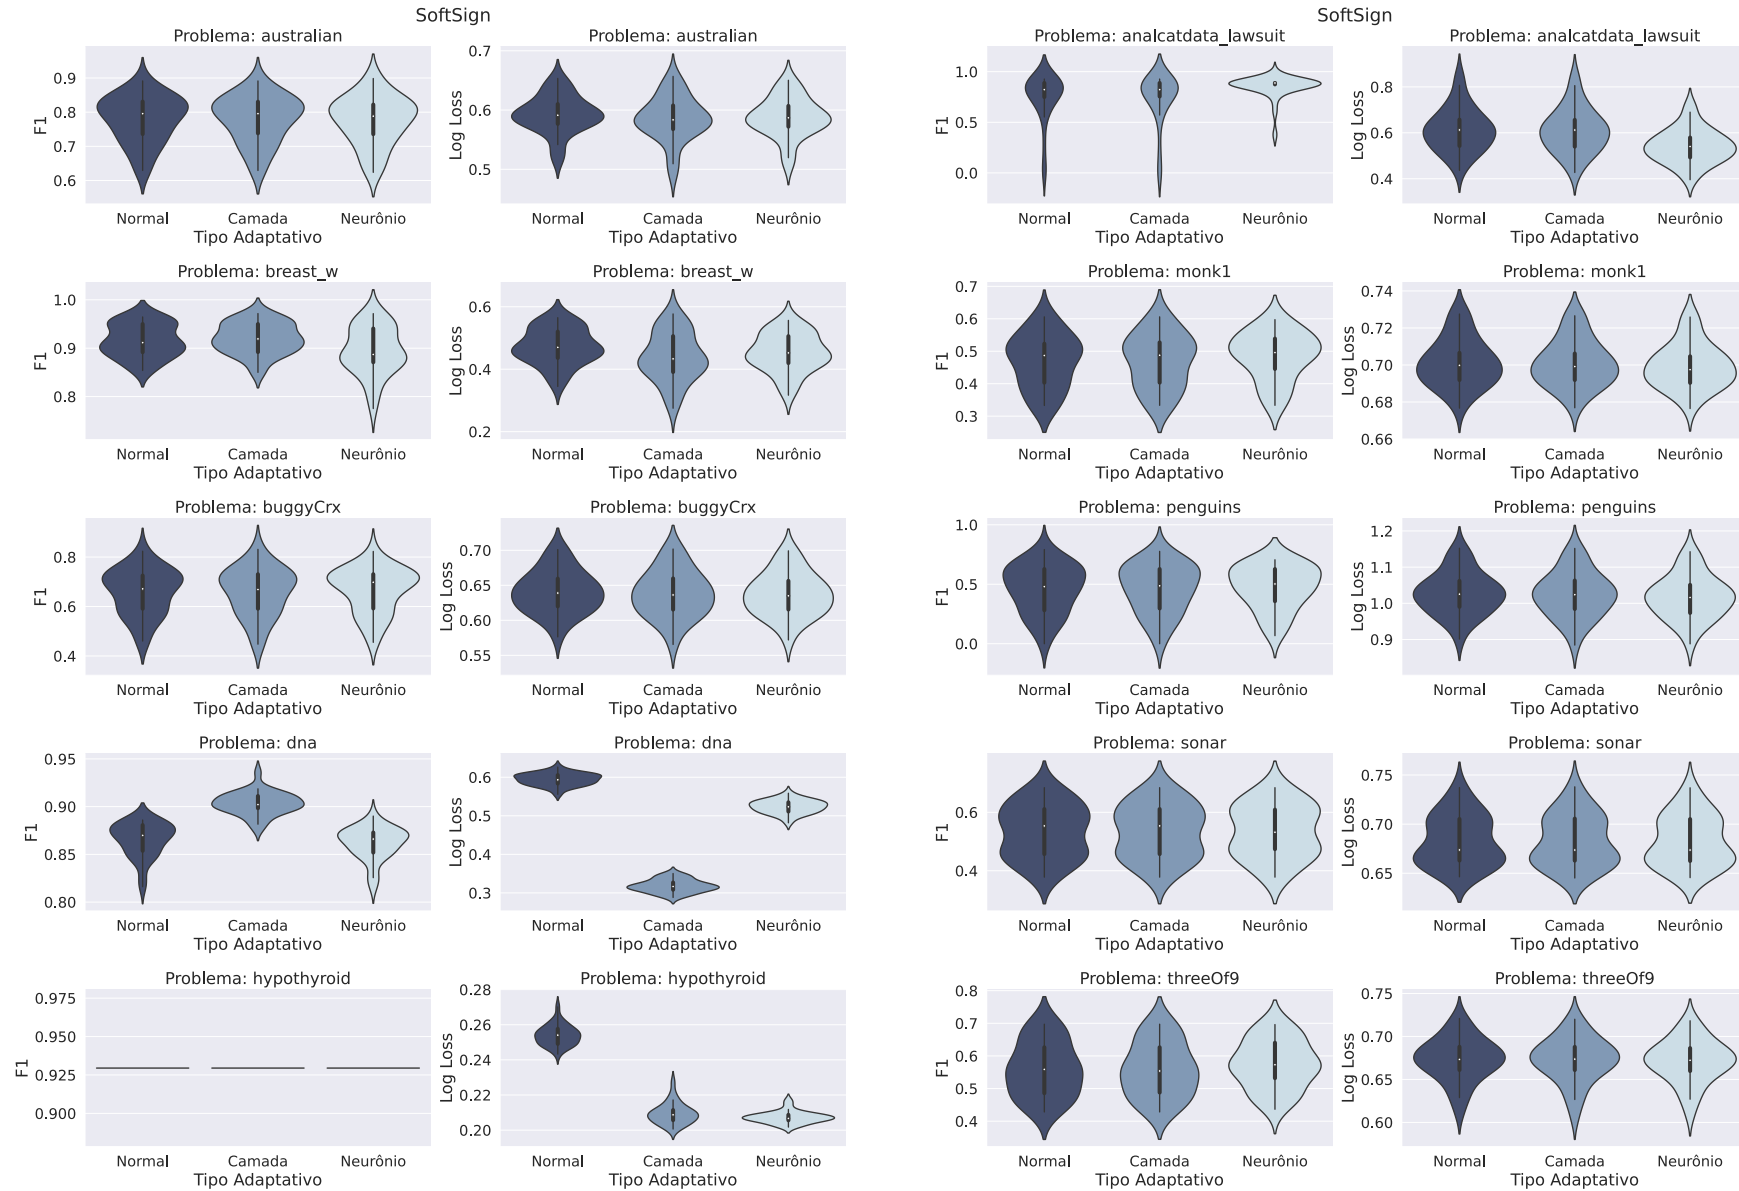 SoftSign
Problema: australian
F1
0.9
0.8
0.7
0.6
Normal Camada Neurônio
Tipo Adaptativo
Problema: australian
Log Loss
0.7
0.6
0.5
Normal Camada Neurônio
Tipo Adaptativo
Problema: breast_w
F1
1.0
0.9
0.8
Normal Camada Neurônio
Tipo Adaptativo
Problema: breast_w
Log Loss
0.6
0.4
0.2
Normal Camada Neurônio
Tipo Adaptativo
Problema: buggyCrx
F1
0.8
0.6
0.4
Normal Camada Neurônio
Tipo Adaptativo
Problema: buggyCrx
Log Loss
0.70
0.65
0.60
0.55
Normal Camada Neurônio
Tipo Adaptativo
Problema: dna
F1
0.95
0.90
0.85
0.80
Normal Camada Neurônio
Tipo Adaptativo
Problema: dna
Log Loss
0.6
0.5
0.4
0.3
Normal Camada Neurônio
Tipo Adaptativo
Problema: hypothyroid
F1
0.975
0.950
0.925
0.900
Normal Camada Neurônio
Tipo Adaptativo
Problema: hypothyroid
Log Loss
0.28
0.26
0.24
0.22
0.20
Normal Camada Neurônio
Tipo Adaptativo
SoftSign
Problema: analcatdata_lawsuit
F1
1.0
0.5
0.0
Normal Camada Neurônio
Tipo Adaptativo
Problema: analcatdata_lawsuit
Log Loss
0.8
0.6
0.4
Normal Camada Neurônio
Tipo Adaptativo
Problema: monk1
F1
0.7
0.6
0.5
0.4
0.3
Normal Camada Neurônio
Tipo Adaptativo
Problema: monk1
Log Loss
0.74
0.72
0.70
0.68
0.66
Normal Camada Neurônio
Tipo Adaptativo
Problema: penguins
F1
1.0
0.5
0.0
Normal Camada Neurônio
Tipo Adaptativo
Problema: penguins
Log Loss
1.2
1.1
1.0
0.9
Normal Camada Neurônio
Tipo Adaptativo
Problema: sonar
F1
0.6
0.4
Normal Camada Neurônio
Tipo Adaptativo
Problema: sonar
Log Loss
0.75
0.70
0.65
Normal Camada Neurônio
Tipo Adaptativo
Problema: threeOf9
F1
0.8
0.7
0.6
0.5
0.4
Normal Camada Neurônio
Tipo Adaptativo
Problema: threeOf9
Log Loss
0.75
0.70
0.65
0.60
Normal Camada Neurônio
Tipo Adaptativo